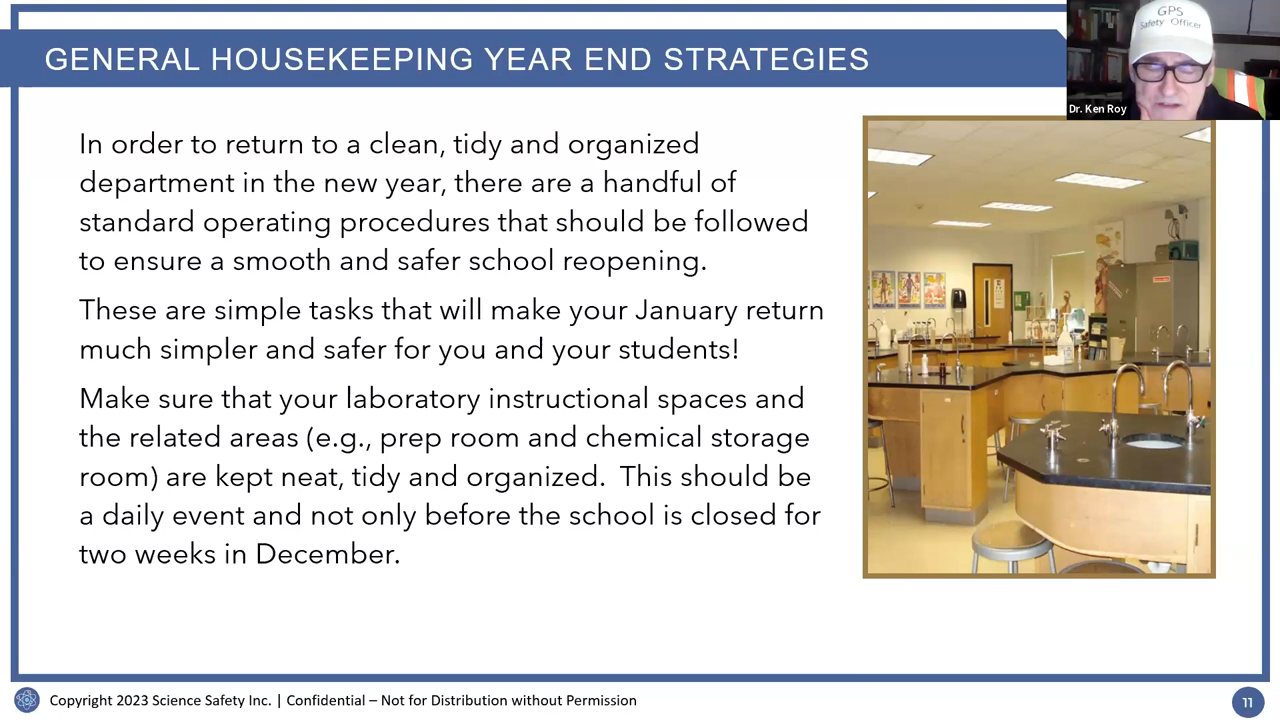 GPS
Safety Officer
Dr. Ken Roy
GENERAL HOUSEKEEPING YEAR END STRATEGIES
In order to return to a clean, tidy and organized
department in the new year, there are a handful of
standard operating procedures that should be followed
to ensure a smooth and safer school reopening.
These are simple tasks that will make your January return
much simpler and safer for you and your students!
Make sure that your laboratory instructional spaces and
the related areas (e.g., prep room and chemical storage
room) are kept neat, tidy and organized.  This should be
a daily event and not only before the school is closed for
two weeks in December.
Copyright 2023 Science Safety Inc. | Confidential – Not for Distribution without Permission
11